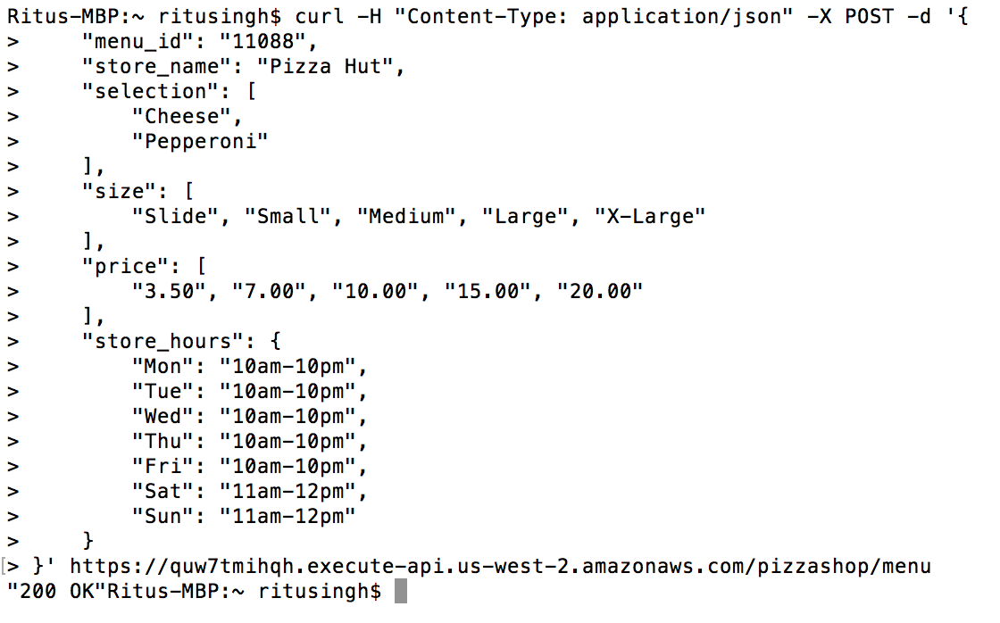 Ritus-MBP:~ ritusingh$ curl -H "Content-Type: application/json" -X POST -d '{
>     "menu_id": "11088",
>     "store_name": "Pizza Hut",
>     "selection": [
>         "Cheese",
>         "Pepperoni"
>     ],
>     "size": [
>         "Slide", "Small", "Medium", "Large", "X-Large"
>     ],
>     "price": [
>         "3.50", "7.00", "10.00", "15.00", "20.00"
>     ],
>     "store_hours": {
>         "Mon": "10am-10pm",
>         "Tue": "10am-10pm",
>         "Wed": "10am-10pm",
>         "Thu": "10am-10pm",
>         "Fri": "10am-10pm",
>         "Sat": "11am-12pm",
>         "Sun": "11am-12pm"
>     }
[> }' https://quw7tmihqh.execute-api.us-west-2.amazonaws.com/pizzashop/menu
"200 OK"Ritus-MBP:~ ritusingh$